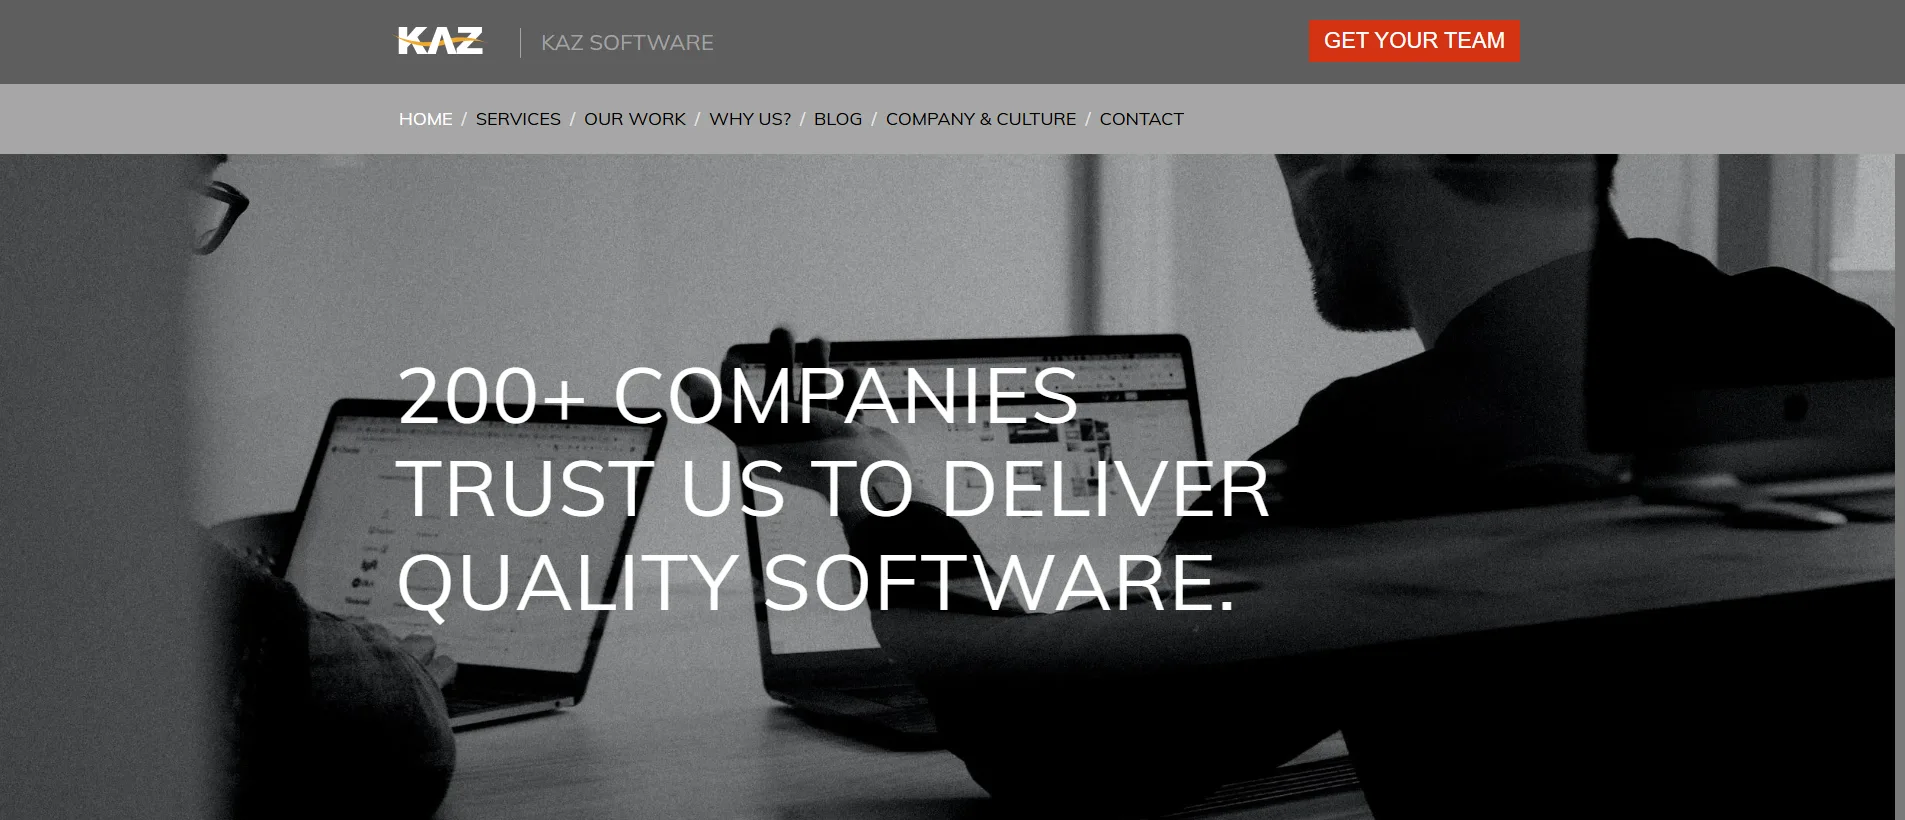 KAZ
KAZ SOFTWARE
GET YOUR TEAM
HOME / SERVICES / OUR WORK / WHY US? / BLOG / COMPANY & CULTURE / CONTACT
200+ COMPANIES
TRUST US TO DELIVER
QUALITY SOFTWARE.